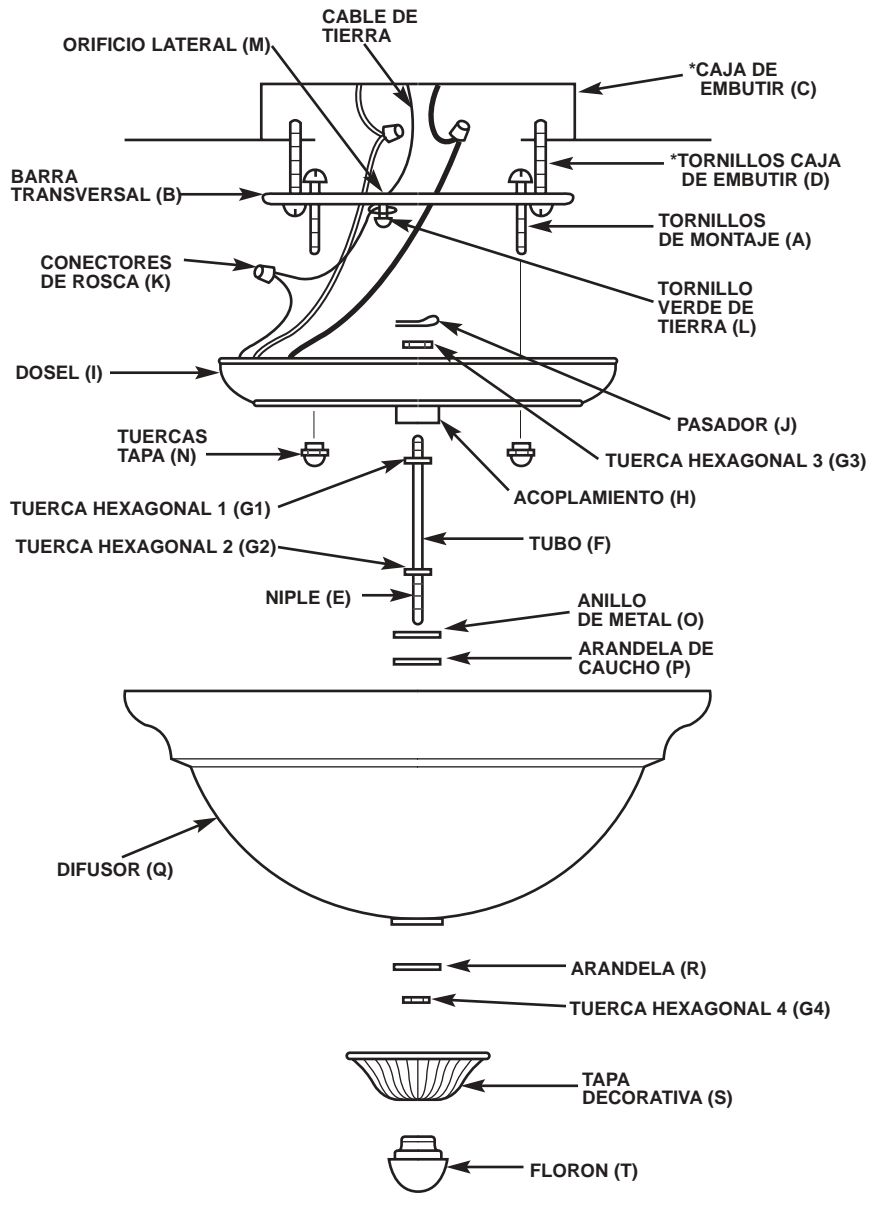 CABLE DE
TIERRA
ORIFICIO LATERAL (M)
*CAJA DE
EMBUTIR (C)
*TORNILLOS CAJA
DE EMBUTIR (D)
BARRA
TRANSVERSAL (B)
TORNILLOS
DE MONTAJE (A)
CONECTORES
DE ROSCA (K)
TORNILLO
VERDE DE
TIERRA (L)
DOSEL (I)
PASADOR (J)
TUERCAS
TAPA (N)
TUERCA HEXAGONAL 3 (G3)
ACOPLAMIENTO (H)
TUERCA HEXAGONAL 1 (G1)
TUBO (F)
TUERCA HEXAGONAL 2 (G2)
NIPLE (E)
ANILLO
DE METAL (O)
ARANDELA DE
CAUCHO (P)
DIFUSOR (Q)
ARANDELA (R)
TUERCA HEXAGONAL 4 (G4)
TAPA
DECORATIVA (S)
FLORON (T)